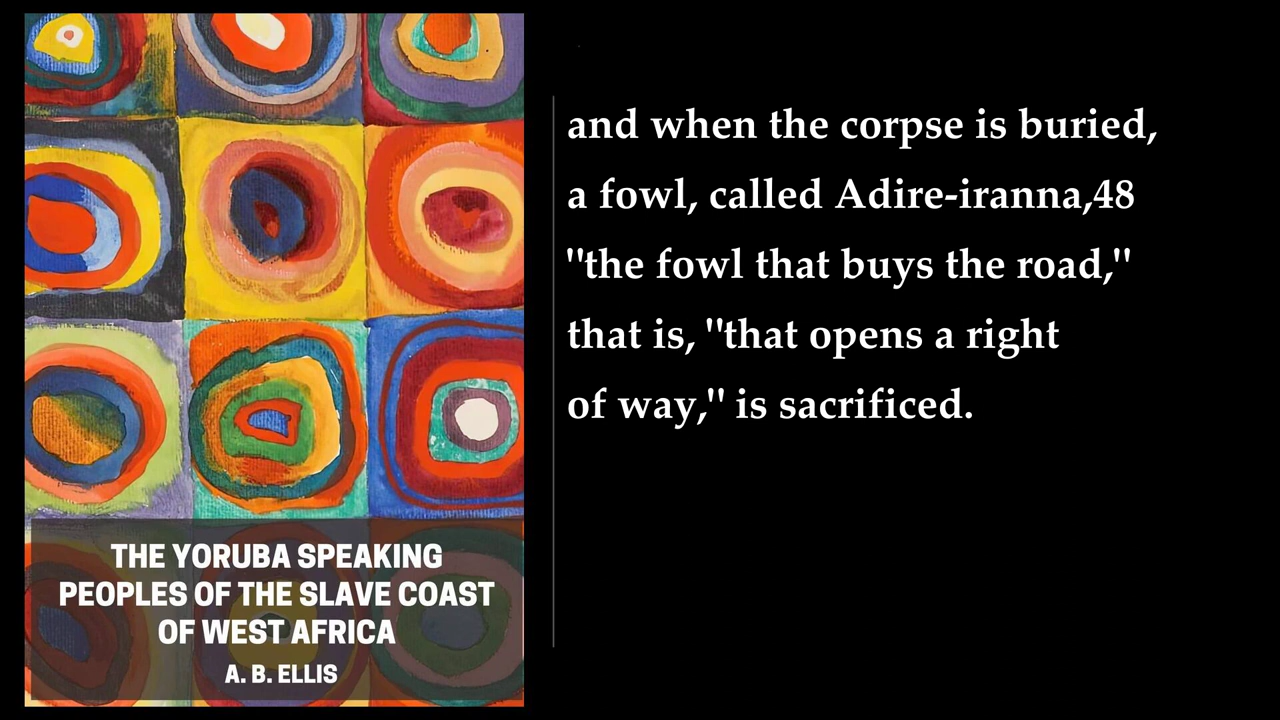 THE YORUBA SPEAKING
PEOPLES OF THE SLAVE COAST
OF WEST AFRICA
A. B. ELLIS
and when the corpse is buried,
a fowl, called Adire-iranna,48
"the fowl that buys the road,"
that is, "that opens a right
of way," is sacrificed.